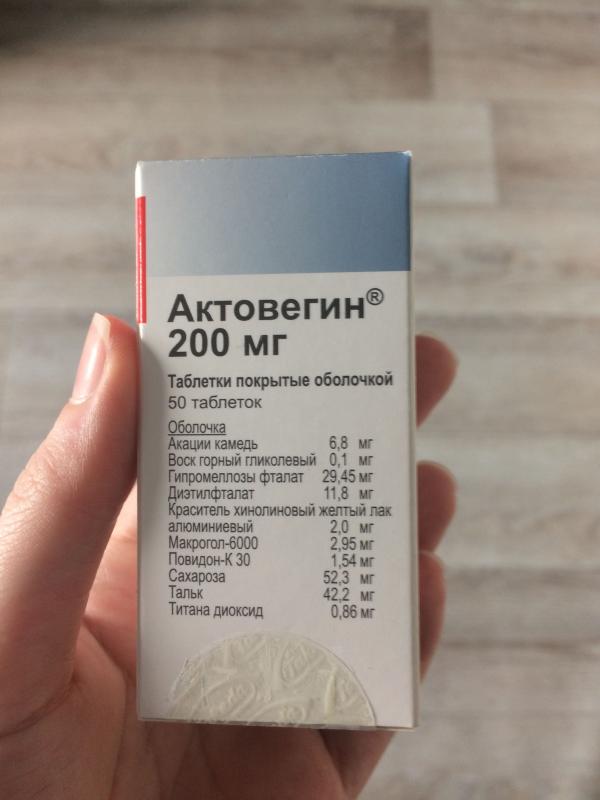 Актовегин®
200 мг
Таблетки покрытые оболочкой
50 таблеток
Оболочка
Акации камедь 6,8 мг
Воск горный гликолевый 0,1 мг
Гипромеллозы фталат 29,45 мг
Диэтилфталат 11,8 мг
Краситель хинолиновый желтый лак
алюминиевый 2,0 мг
Макрогол-6000 2,95 мг
Повидон-К 30 1,54 мг
Сахароза 52,3 мг
Тальк 42,2 мг
Титана диоксид 0,86 мг